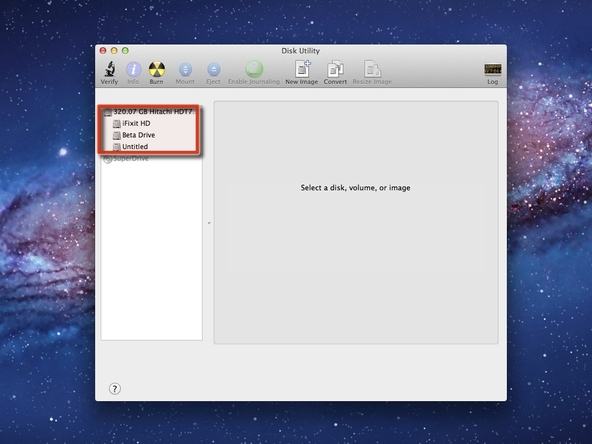 Disk Utility
Verify Info Burn Mount Eject Enable Journaling New Image Convert Resize Image Log
320.07 GB Hitachi HDT7
iFixit HD
Beta Drive
Untitled
SuperDrive
Select a disk, volume, or image
?